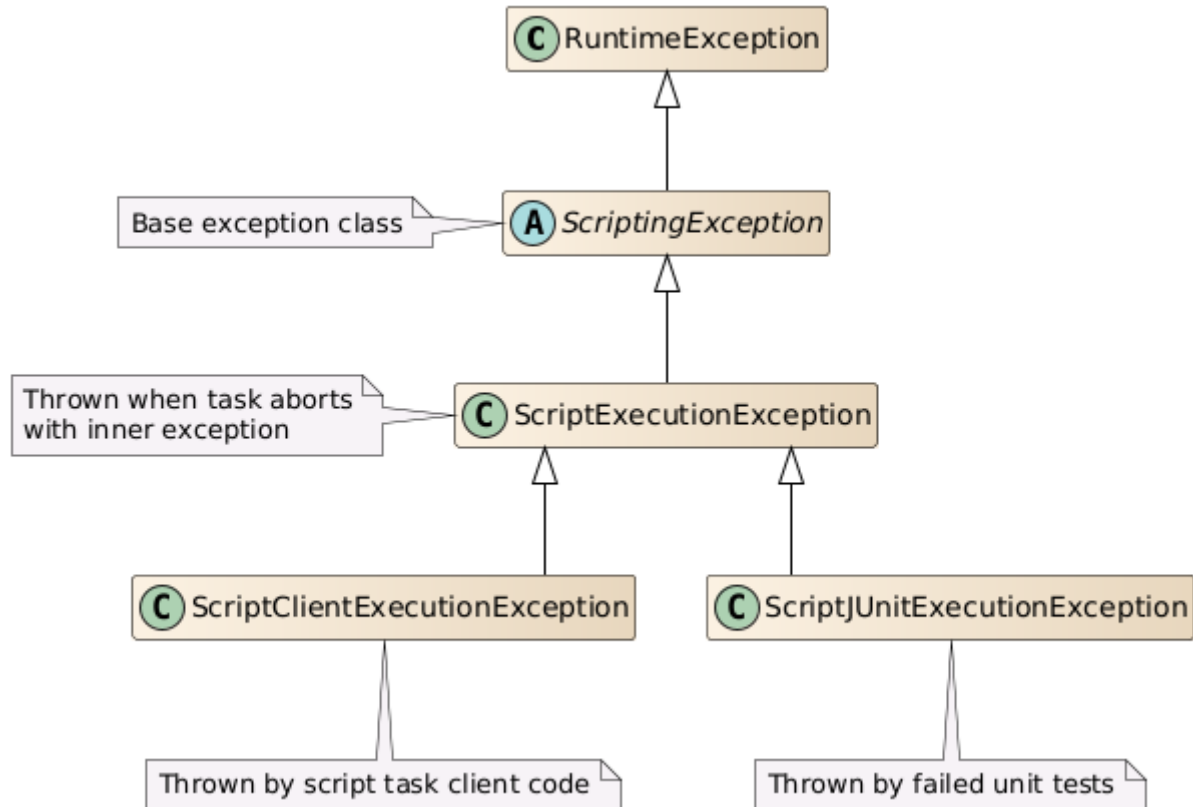 C RuntimeException
Base exception class
A ScriptingException
Thrown when task aborts
with inner exception
C ScriptExecutionException
C ScriptClientExecutionException
C ScriptJUnitExecutionException
Thrown by script task client code
Thrown by failed unit tests